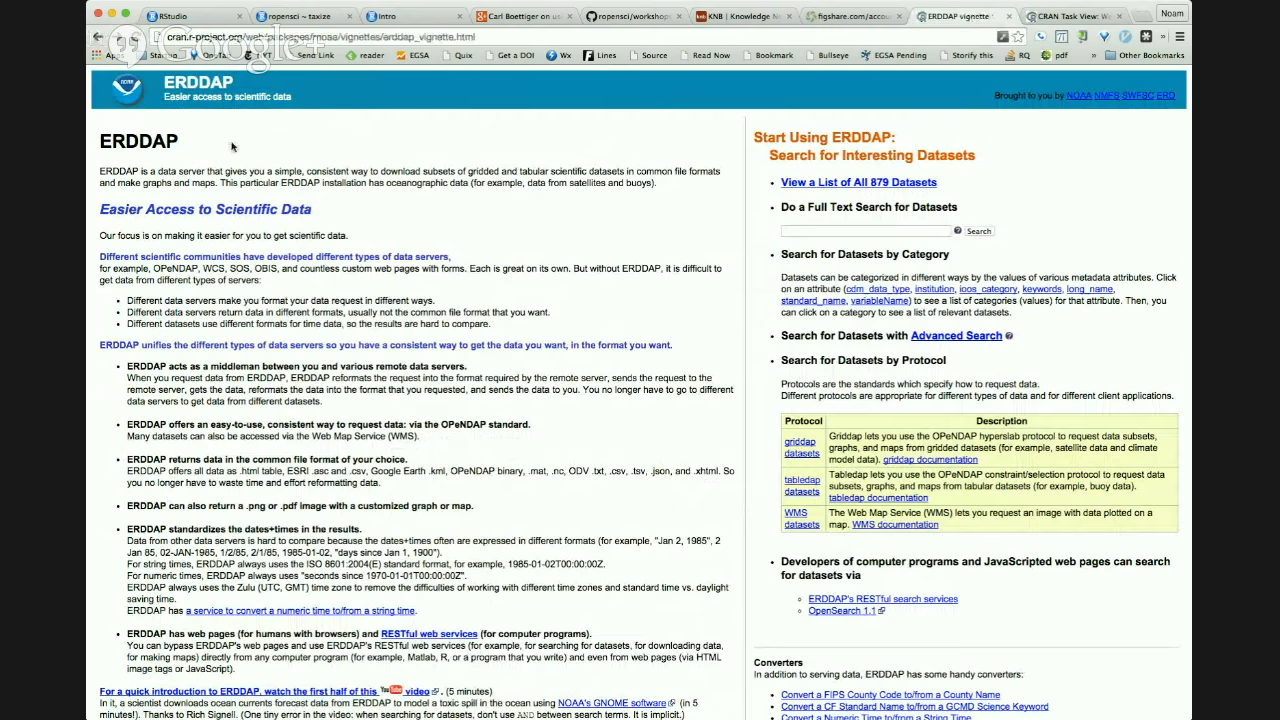 RStudio
ropensci ~ taxize
Intro
Carl Boettiger on us
ropensci/workshops
KNB | Knowledge N
figshare.com/accou
ERDDAP vignette
CRAN Task View: We
Noam
cran.r-project.org/web/packages/rnoaa/vignettes/erddap_vignette.html
Google+
Apps
YT
Send Link
reader
EGSA
Quix
Get a DOI
Wx
Lines
Source
Read Now
Bookmark
Bullseye
EGSA Pending
Storify this
RQ
pdf
Other Bookmarks
NOAA
ERDDAP
Easier access to scientific data
Brought to you by NOAA NMFS SWFSC ERD
ERDDAP
ERDDAP is a data server that gives you a simple, consistent way to download subsets of gridded and tabular scientific datasets in common file formats
and make graphs and maps. This particular ERDDAP installation has oceanographic data (for example, data from satellites and buoys).
Easier Access to Scientific Data
Our focus is on making it easier for you to get scientific data.
Different scientific communities have developed different types of data servers,
for example, OPeNDAP, WCS, SOS, OBIS, and countless custom web pages with forms. Each is great on its own. But without ERDDAP, it is difficult to
get data from different types of servers:
• Different data servers make you format your data request in different ways.
• Different data servers return data in different formats, usually not the common file format that you want.
• Different datasets use different formats for time data, so the results are hard to compare.
ERDDAP unifies the different types of data servers so you have a consistent way to get the data you want, in the format you want.
• ERDDAP acts as a middleman between you and various remote data servers.
When you request data from ERDDAP, ERDDAP reformats the request into the format required by the remote server, sends the request to the
remote server, gets the data, reformats the data into the format that you requested, and sends the data to you. You no longer have to go to different
data servers to get data from different datasets.
• ERDDAP offers an easy-to-use, consistent way to request data: via the OPeNDAP standard.
Many datasets can also be accessed via the Web Map Service (WMS).
• ERDDAP returns data in the common file format of your choice.
ERDDAP offers all data as .html table, ESRI .asc and .csv, Google Earth .kml, OPeNDAP binary, .mat, .nc, ODV .txt, .csv, .tsv, .json, and .xhtml. So
you no longer have to waste time and effort reformatting data.
• ERDDAP can also return a .png or .pdf image with a customized graph or map.
• ERDDAP standardizes the dates+times in the results.
Data from other data servers is hard to compare because the dates+times often are expressed in different formats (for example, "Jan 2, 1985", 2
Jan 85, 02-JAN-1985, 1/2/85, 2/1/85, 1985-01-02, "days since Jan 1, 1900").
For string times, ERDDAP always uses the ISO 8601:2004(E) standard format, for example, 1985-01-02T00:00:00Z.
For numeric times, ERDDAP always uses "seconds since 1970-01-01T00:00:00Z".
ERDDAP always uses the Zulu (UTC, GMT) time zone to remove the difficulties of working with different time zones and standard time vs. daylight
saving time.
ERDDAP has a service to convert a numeric time to/from a string time.
• ERDDAP has web pages (for humans with browsers) and RESTful web services (for computer programs).
You can bypass ERDDAP's web pages and use ERDDAP's RESTful web services (for example, for searching for datasets, for downloading data,
for making maps) directly from any computer program (for example, Matlab, R, or a program that you write) and even from web pages (via HTML
image tags or JavaScript).
For a quick introduction to ERDDAP, watch the first half of this YouTube video. (5 minutes)
In it, a scientist downloads ocean currents forecast data from ERDDAP to model a toxic spill in the ocean using NOAA's GNOME software (in 5
minutes!). Thanks to Rich Signell. (One tiny error in the video: when searching for datasets, don't use AND between search terms. It is implicit.)
Start Using ERDDAP:
Search for Interesting Datasets
• View a List of All 879 Datasets
• Do a Full Text Search for Datasets
Search
• Search for Datasets by Category
Datasets can be categorized in different ways by the values of various metadata attributes. Click
on an attribute (cdm_data_type, institution, ioos_category, keywords, long_name,
standard_name, variableName) to see a list of categories (values) for that attribute. Then, you
can click on a category to see a list of relevant datasets.
• Search for Datasets with Advanced Search
• Search for Datasets by Protocol
Protocols are the standards which specify how to request data.
Different protocols are appropriate for different types of data and for different client applications.
Protocol Description
griddap datasets
Griddap lets you use the OPeNDAP hyperslab protocol to request data subsets,
graphs, and maps from gridded datasets (for example, satellite data and climate
model data). griddap documentation
tabledap datasets
Tabledap lets you use the OPeNDAP constraint/selection protocol to request data
subsets, graphs, and maps from tabular datasets (for example, buoy data).
tabledap documentation
WMS datasets
The Web Map Service (WMS) lets you request an image with data plotted on a
map. WMS documentation
• Developers of computer programs and JavaScripted web pages can search
for datasets via
ERDDAP's RESTful search services
OpenSearch 1.1
Converters
In addition to serving data, ERDDAP has some handy converters:
• Convert a FIPS County Code to/from a County Name
• Convert a CF Standard Name to/from a GCMD Science Keyword
• Convert a Numeric Time to/from a String Time